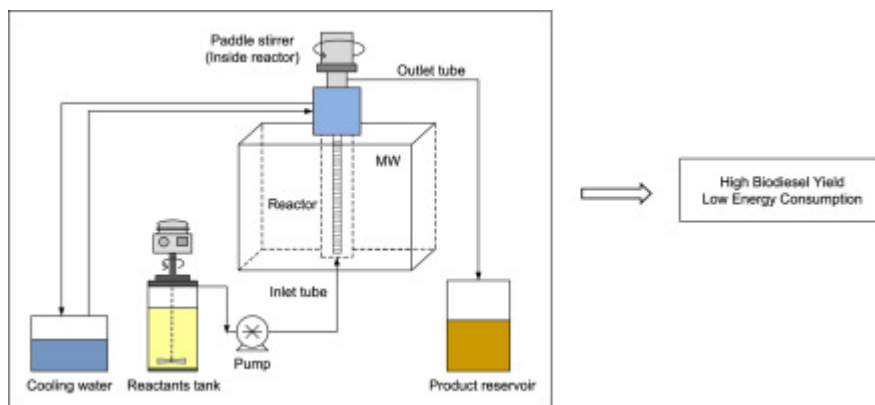 Paddle stirrer
(Inside reactor)
Outlet tube
MW
Reactor
High Biodiesel Yield
Low Energy Consumption
Inlet tube
Pump
Cooling water
Reactants tank
Product reservoir